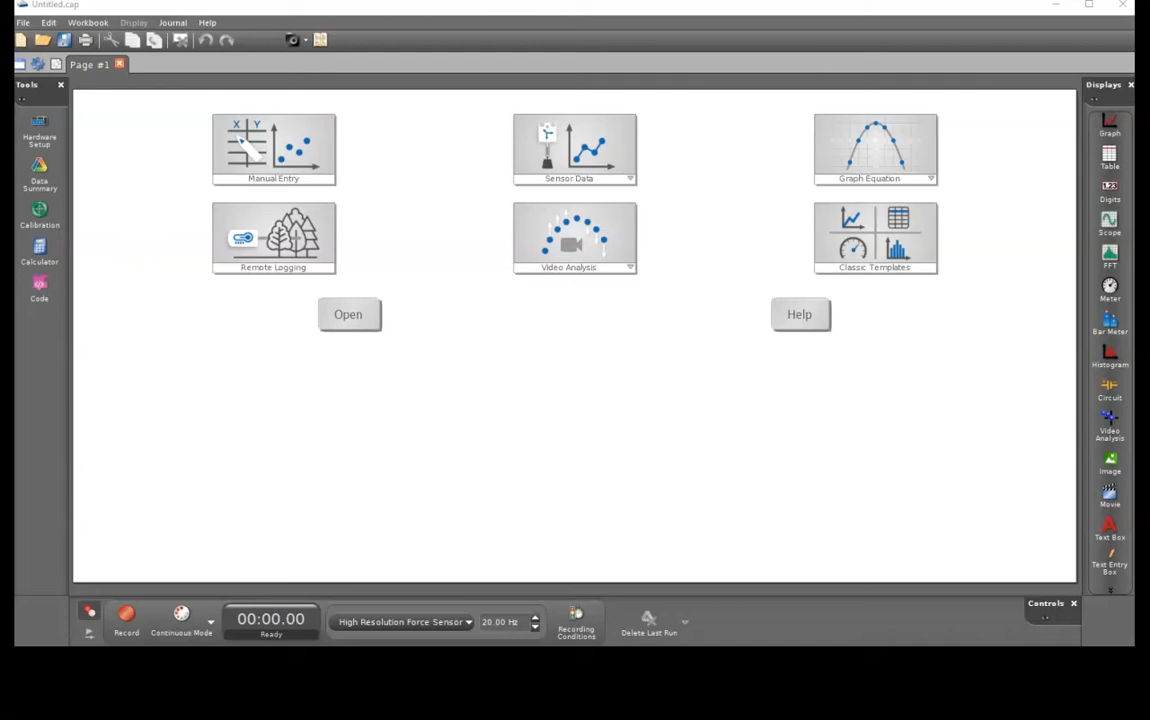 Untitled.cap
File Edit Workbook Display Journal Help
Page #1
Tools
Displays
Hardware
Setup
Data
Summary
Calibration
Calculator
Code
X Y
Manual Entry
Sensor Data
Graph Equation
Remote Logging
Video Analysis
Classic Templates
Open
Help
Graph
Table
1.23
Digits
Scope
FFT
Meter
Bar Meter
Histogram
Circuit
Video
Analysis
Image
Movie
A
Text Box
Text Entry
Box
Record
Continuous Mode
00:00.00
Ready
High Resolution Force Sensor
20.00 Hz
Recording
Conditions
Delete Last Run
Controls